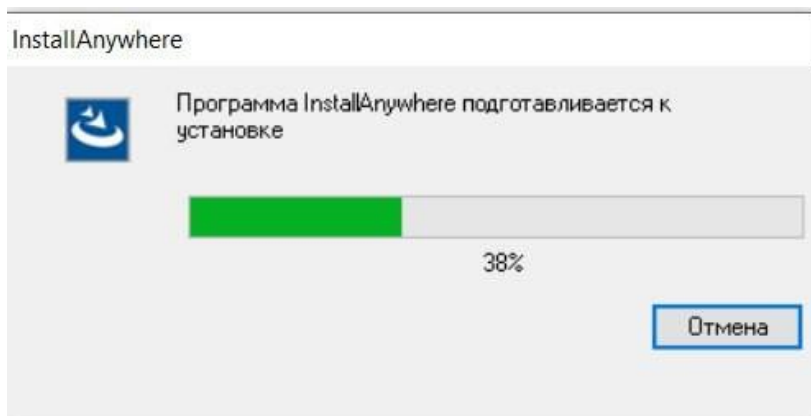 InstallAnywhere
Программа InstallAnywhere подготавливается к
установке
38%
Отмена